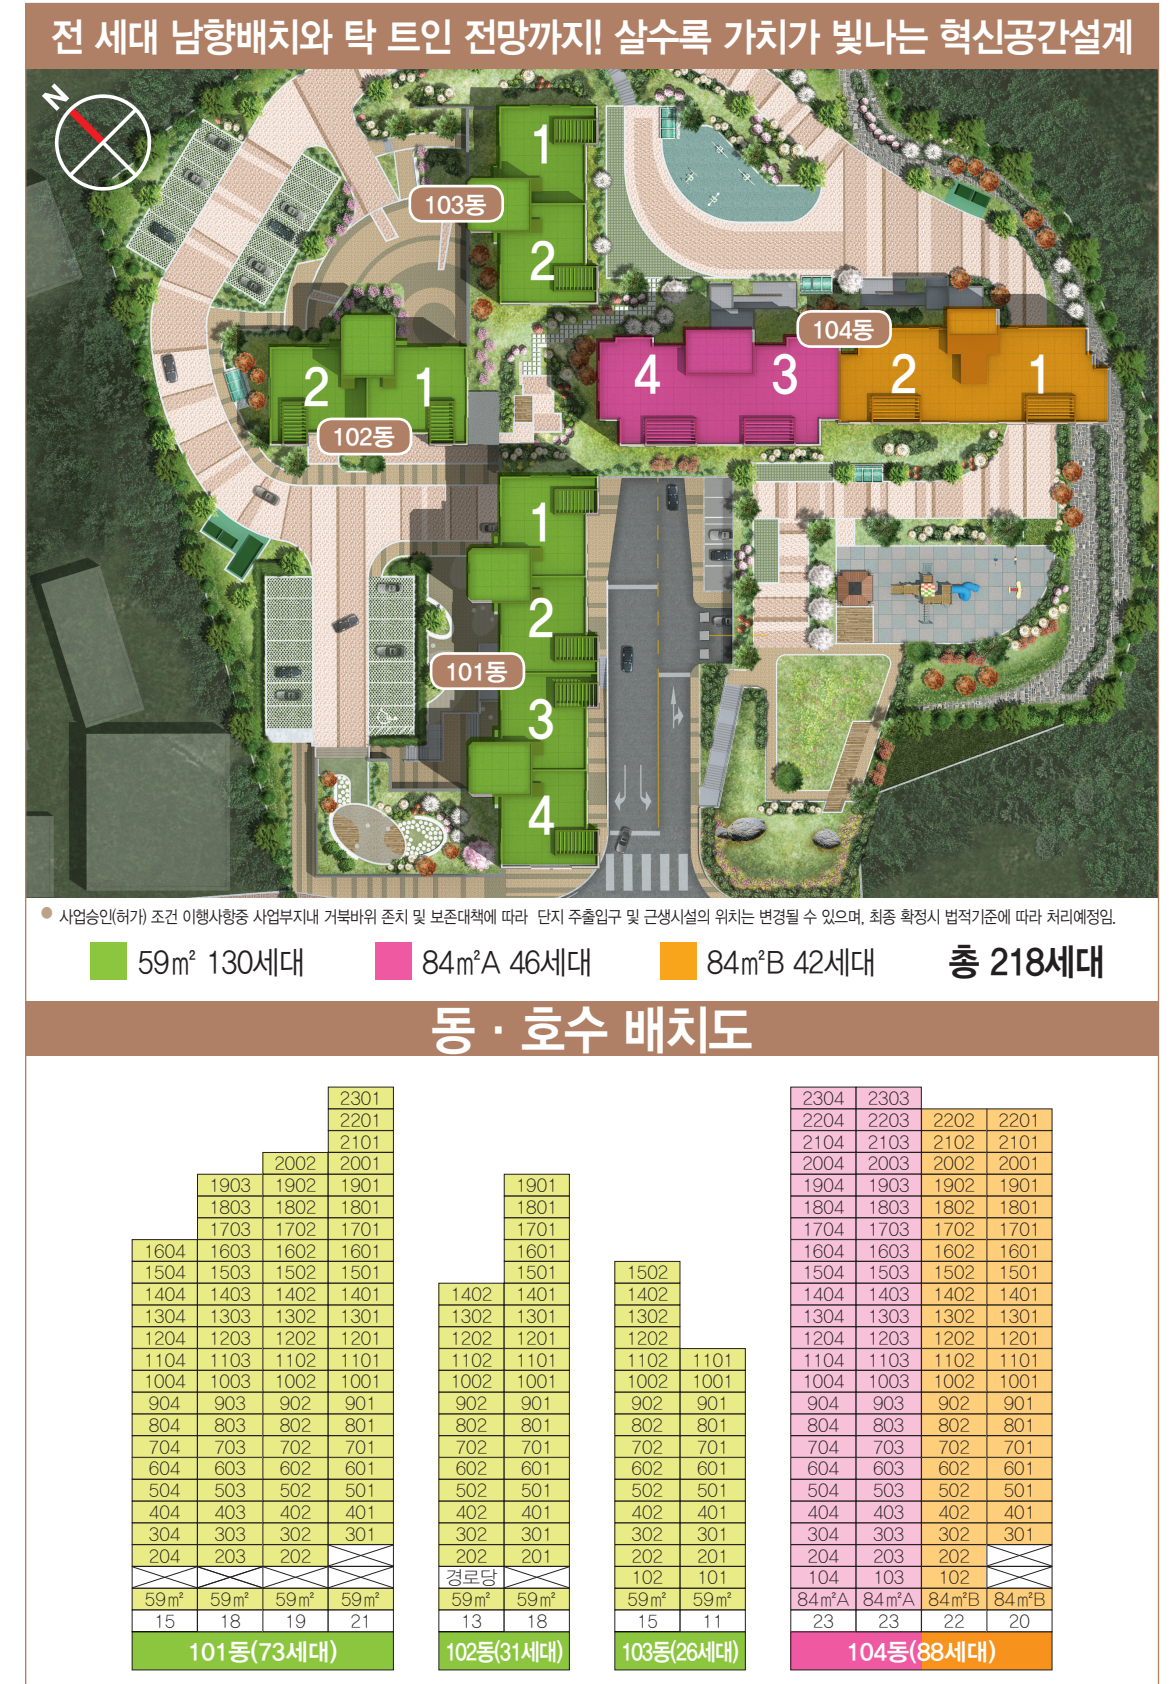 전 세대 남향배치와 탁 트인 전망까지! 살수록 가치가 빛나는 혁신공간설계
N
1
103동
2
104동
2 1
4 3 2 1
102동
1
2
101동
3
4
사업승인(허가) 조건 이행사항중 사업부지내 거북바위 존치 및 보존대책에 따라 단지 주출입구 및 근생시설의 위치는 변경될 수 있으며, 최종 확정시 법적기준에 따라 처리예정임.
59㎡ 130세대 84㎡A 46세대 84㎡B 42세대 총 218세대
동 · 호수 배치도
2301 2304 2303
2201 2204 2203 2202 2201
2101 2104 2103 2102 2101
2002 2001 2004 2003 2002 2001
1903 1902 1901 1901 1904 1903 1902 1901
1803 1802 1801 1801 1804 1803 1802 1801
1703 1702 1701 1701 1704 1703 1702 1701
1604 1603 1602 1601 1601 1604 1603 1602 1601
1504 1503 1502 1501 1501 1502 1504 1503 1502 1501
1404 1403 1402 1401 1402 1401 1402 1404 1403 1402 1401
1304 1303 1302 1301 1302 1301 1302 1304 1303 1302 1301
1204 1203 1202 1201 1202 1201 1202 1204 1203 1202 1201
1104 1103 1102 1101 1102 1101 1102 1101 1104 1103 1102 1101
1004 1003 1002 1001 1002 1001 1002 1001 1004 1003 1002 1001
904 903 902 901 902 901 902 901 904 903 902 901
804 803 802 801 802 801 802 801 804 803 802 801
704 703 702 701 702 701 702 701 704 703 702 701
604 603 602 601 602 601 602 601 604 603 602 601
504 503 502 501 502 501 502 501 504 503 502 501
404 403 402 401 402 401 402 401 404 403 402 401
304 303 302 301 302 301 302 301 304 303 302 301
204 203 202 202 201 202 201 204 203 202
경로당 102 101 104 103 102
59㎡ 59㎡ 59㎡ 59㎡ 59㎡ 59㎡ 59㎡ 59㎡ 84㎡A 84㎡A 84㎡B 84㎡B
15 18 19 21 13 18 15 11 23 23 22 20
101동(73세대) 102동(31세대) 103동(26세대) 104동(88세대)